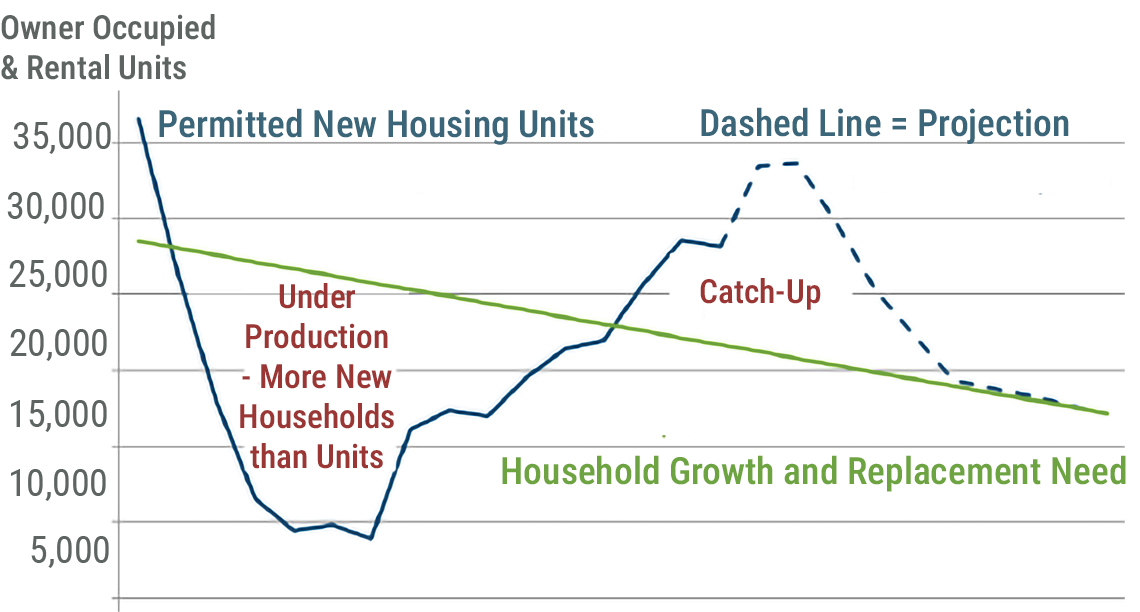 Owner Occupied
& Rental Units
Permitted New Housing Units
Dashed Line = Projection
35,000
30,000
25,000
20,000
15,000
10,000
5,000
Under
Production
- More New
Households
than Units
Catch-Up
Household Growth and Replacement Need